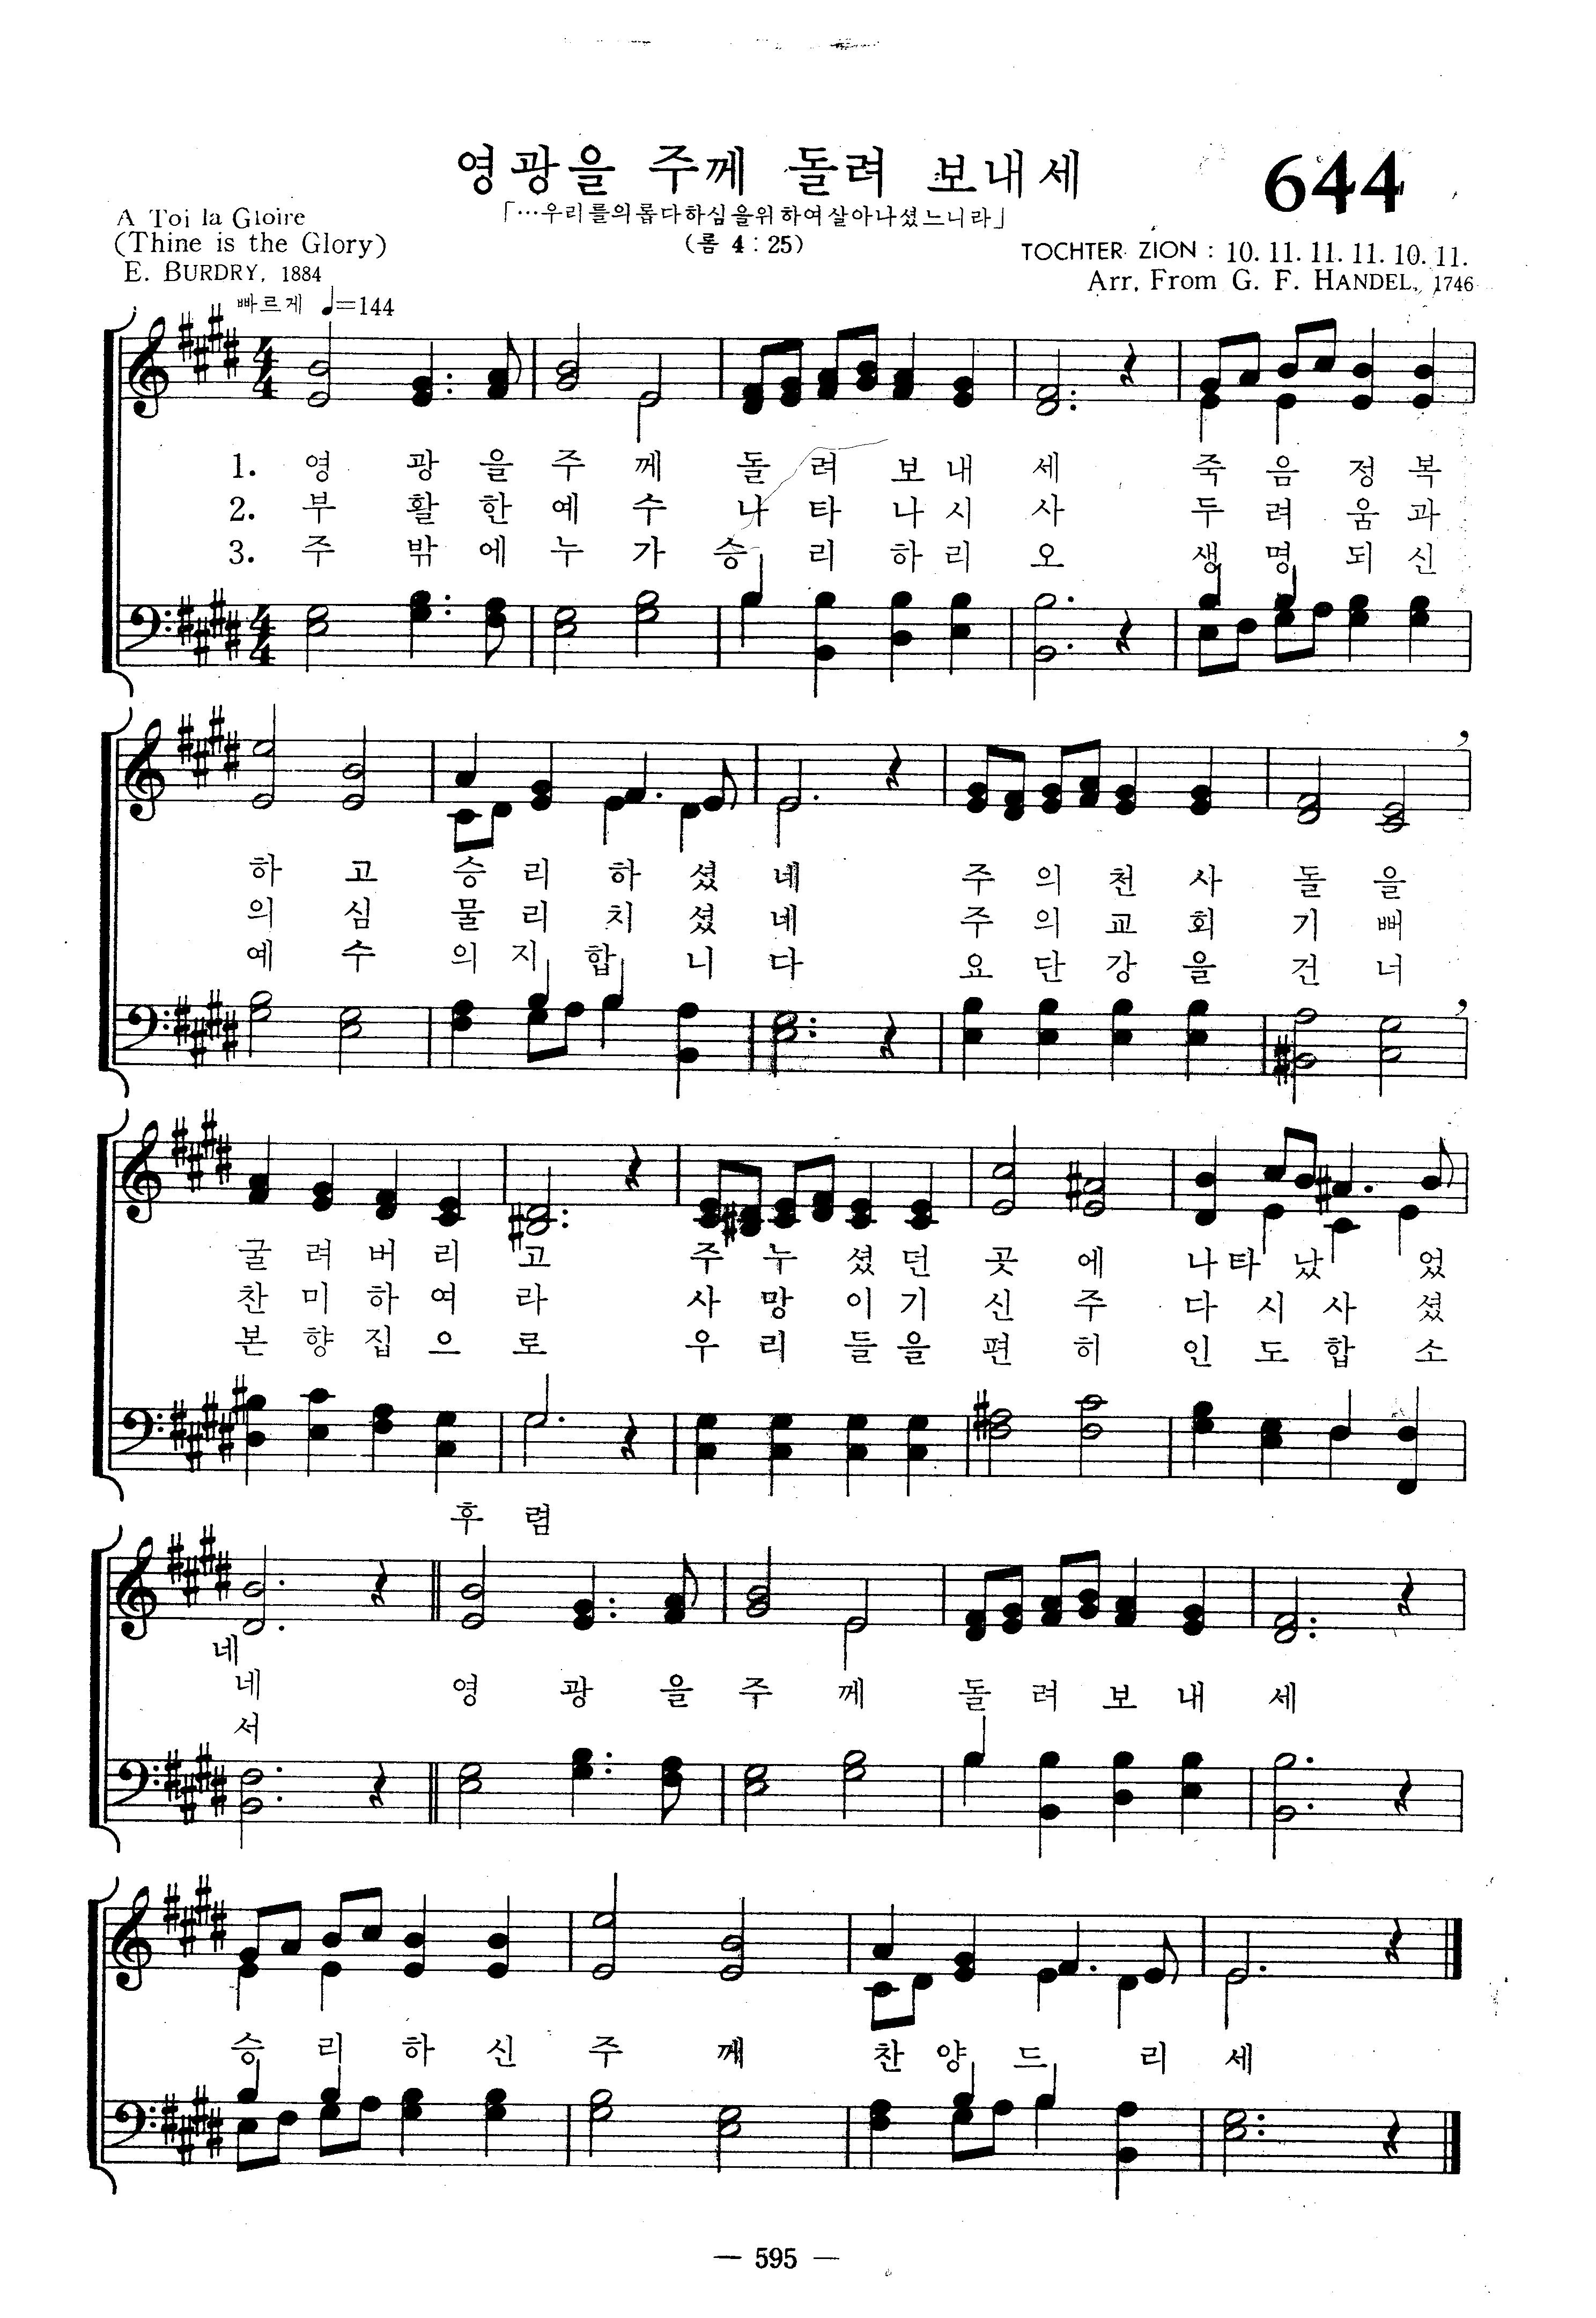 영광을 주께 돌려 보내세 644
A Toi la Gloire 「…우리를의롭다하심을위하여살아나셨느니라」
(Thine is the Glory) (롬 4 : 25) TOCHTER ZION : 10. 11. 11. 11. 10. 11.
E. BURDRY, 1884 Arr. From G. F. HANDEL, 1746
빠르게 ♩=144
1. 영 광 을 주 께 돌 려 보 내 세 죽 음 정 복
2. 부 활 한 예 수 나 타 나 시 사 두 려 움 과
3. 주 밖 에 누 가 승 리 하 리 오 생 명 되 신
하 고 승 리 하 셨 네 주 의 천 사 돌 을
의 심 물 리 치 셨 네 주 의 교 회 기 뻐
예 수 의 지 합 니 다 요 단 강 을 건 너
굴 려 버 리 고 주 누 셨 던 곳 에 나 타 났 었
찬 미 하 여 라 사 망 이 기 신 주 다 시 사 셨
본 향 집 으 로 우 리 들 을 편 히 인 도 합 소
후 렴
네
네 영 광 을 주 께 돌 려 보 내 세
서
승 리 하 신 주 께 찬 양 드 리 세
— 595 —